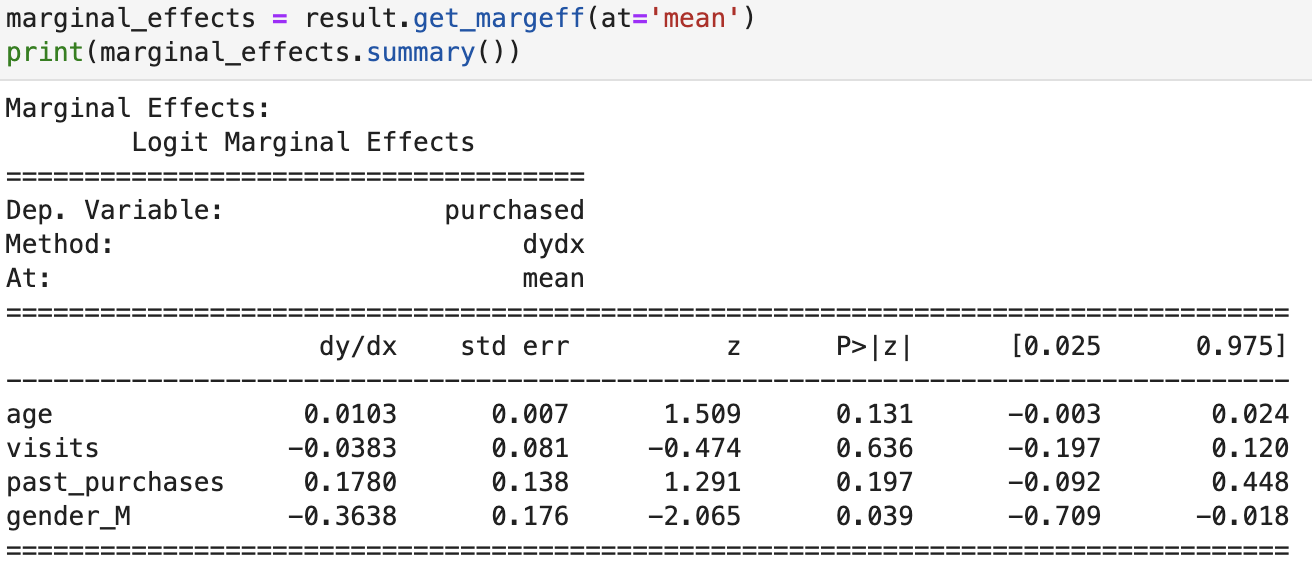 marginal_effects = result.get_margeff(at='mean')
print(marginal_effects.summary())
Marginal Effects:
        Logit Marginal Effects
=====================================
Dep. Variable:              purchased
Method:                          dydx
At:                              mean
==================================================================================
                    dy/dx    std err          z      P>|z|      [0.025      0.975]
----------------------------------------------------------------------------------
age                0.0103      0.007      1.509      0.131      -0.003       0.024
visits            -0.0383      0.081     -0.474      0.636      -0.197       0.120
past_purchases     0.1780      0.138      1.291      0.197      -0.092       0.448
gender_M          -0.3638      0.176     -2.065      0.039      -0.709      -0.018
==================================================================================